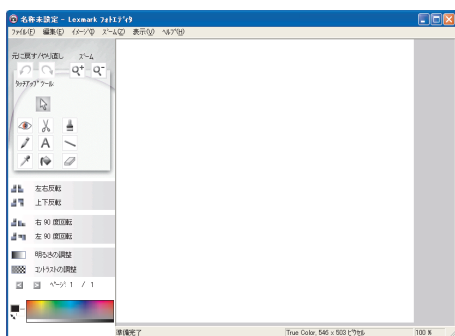 名称未設定 - Lexmark フォトエディタ
ファイル(F) 編集(E) イメージ(I) ズーム(Z) 表示(V) ヘルプ(H)
元に戻す/やり直し ズーム
タッチアップ ツール
A
左右反転
上下反転
右 90 度回転
左 90 度回転
明るさの調整
コントラストの調整
ページ: 1 / 1
準備完了 True Color, 546 x 503 ピクセル 100 %